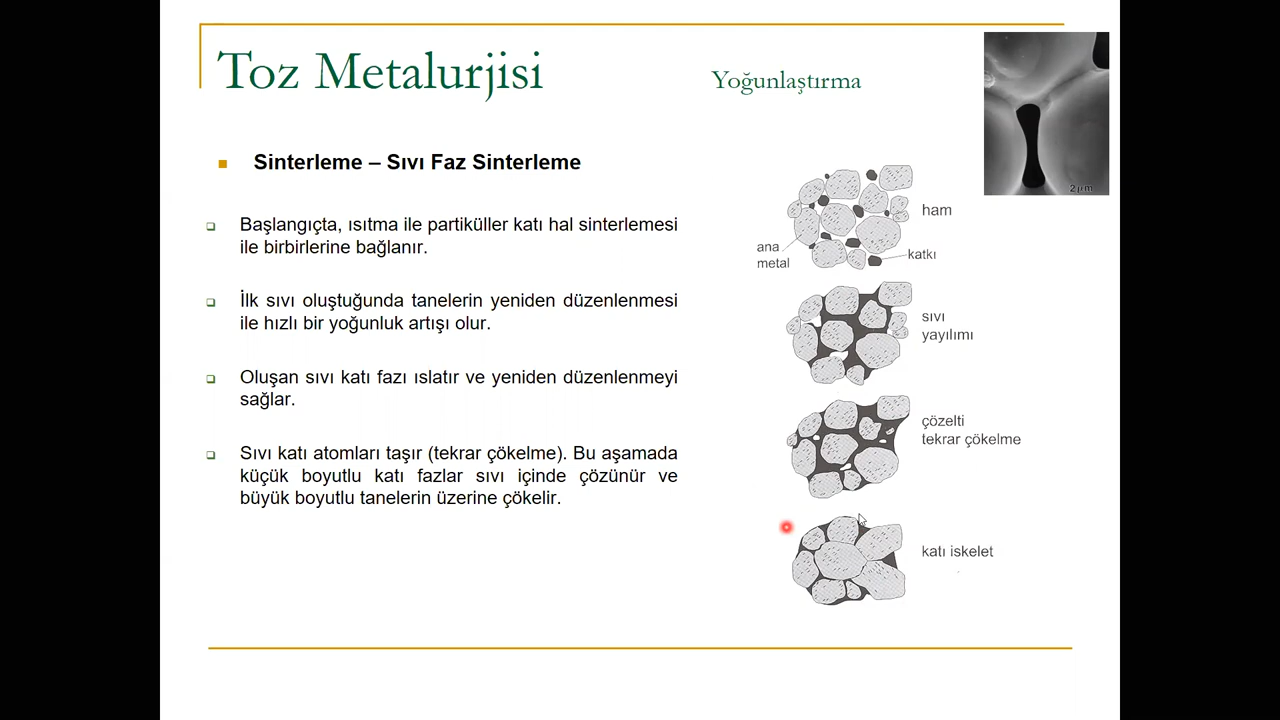 Toz Metalurjisi
Yoğunlaştırma
2μm
Sinterleme – Sıvı Faz Sinterleme
Başlangıçta, ısıtma ile partiküller katı hal sinterlemesi
ile birbirlerine bağlanır.
İlk sıvı oluştuğunda tanelerin yeniden düzenlenmesi
ile hızlı bir yoğunluk artışı olur.
Oluşan sıvı katı fazı ıslatır ve yeniden düzenlenmeyi
sağlar.
Sıvı katı atomları taşır (tekrar çökelme). Bu aşamada
küçük boyutlu katı fazlar sıvı içinde çözünür ve
büyük boyutlu tanelerin üzerine çökelir.
ham
ana
metal
katkı
sıvı
yayılımı
çözelti
tekrar çökelme
katı iskelet